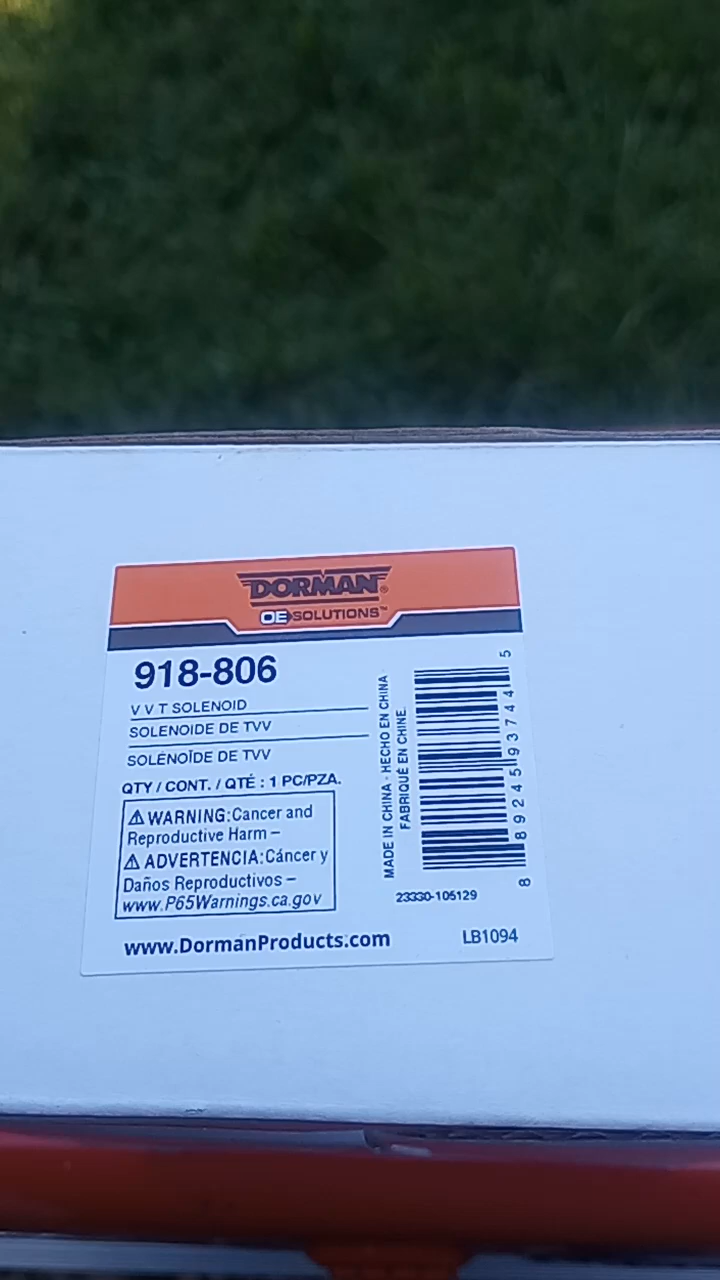 DORMAN®
OE SOLUTIONS™
918-806
V V T SOLENOID
SOLENOIDE DE TVV
SOLÉNOÏDE DE TVV
QTY / CONT. / QTÉ : 1 PC/PZA.
⚠ WARNING: Cancer and
Reproductive Harm –
⚠ ADVERTENCIA: Cáncer y
Daños Reproductivos –
www.P65Warnings.ca.gov
MADE IN CHINA - HECHO EN CHINA
FABRIQUÉ EN CHINE.
8 89245 93744 5
23330-105129
www.DormanProducts.com
LB1094